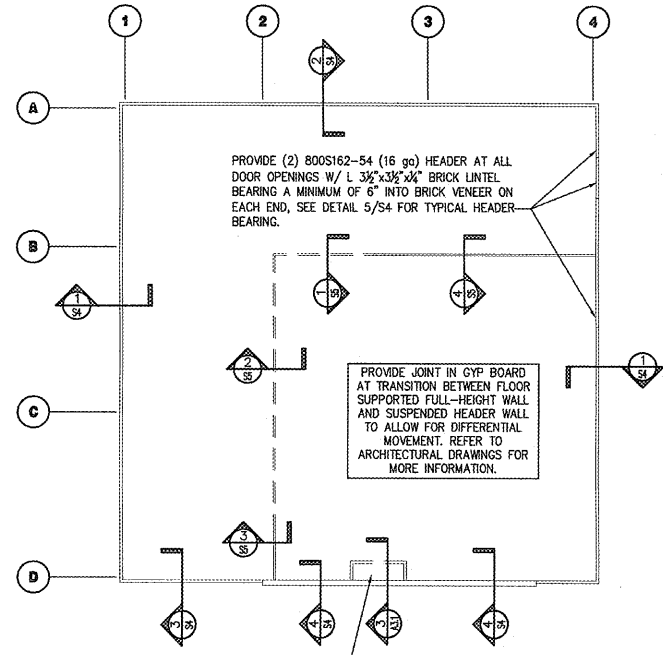 1 2 3 4
2
S4
A
PROVIDE (2) 800S162-54 (16 ga) HEADER AT ALL
DOOR OPENINGS W/ L 3½"x3½"x¼" BRICK LINTEL
BEARING A MINIMUM OF 6" INTO BRICK VENEER ON
EACH END, SEE DETAIL 5/S4 FOR TYPICAL HEADER
BEARING.
B
1
S4
1
S5
4
S5
2
S5
1
S4
PROVIDE JOINT IN GYP BOARD
AT TRANSITION BETWEEN FLOOR
SUPPORTED FULL-HEIGHT WALL
AND SUSPENDED HEADER WALL
TO ALLOW FOR DIFFERENTIAL
MOVEMENT. REFER TO
ARCHITECTURAL DRAWINGS FOR
MORE INFORMATION.
C
3
S5
D
3
S4
4
S4
3
A3.1
4
S4